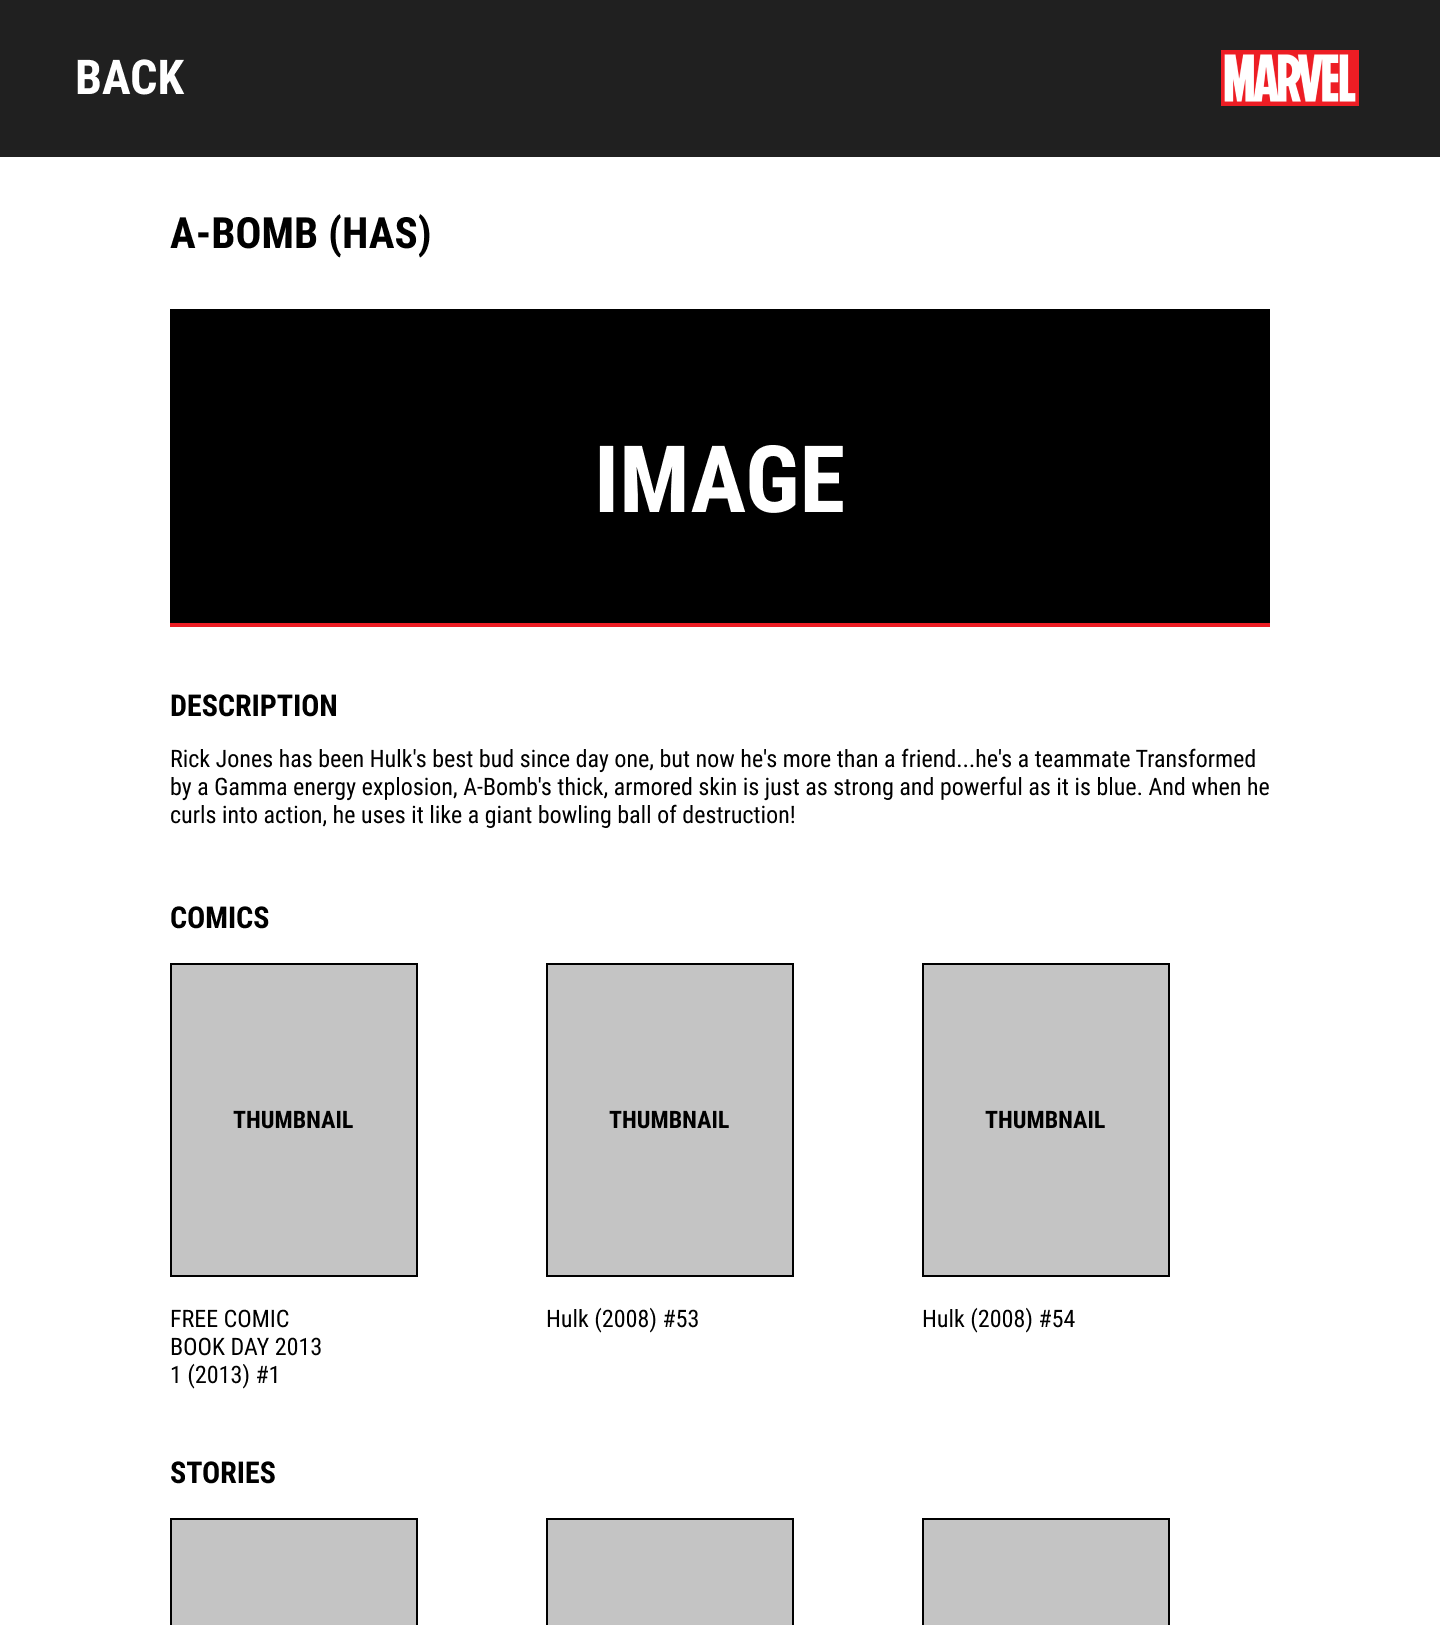 BACK
MARVEL
A-BOMB (HAS)
IMAGE
DESCRIPTION
Rick Jones has been Hulk's best bud since day one, but now he's more than a friend...he's a teammate Transformed
by a Gamma energy explosion, A-Bomb's thick, armored skin is just as strong and powerful as it is blue. And when he
curls into action, he uses it like a giant bowling ball of destruction!
COMICS
THUMBNAIL
THUMBNAIL
THUMBNAIL
FREE COMIC
BOOK DAY 2013
1 (2013) #1
Hulk (2008) #53
Hulk (2008) #54
STORIES